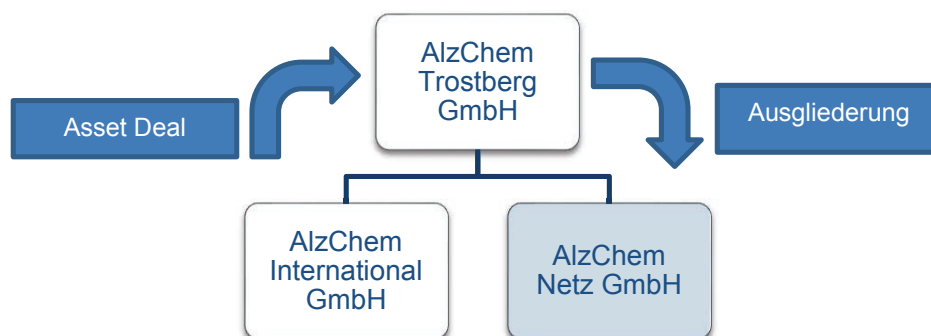 AlzChem
Trostberg
GmbH
Asset Deal
Ausgliederung
AlzChem
International
GmbH
AlzChem
Netz GmbH